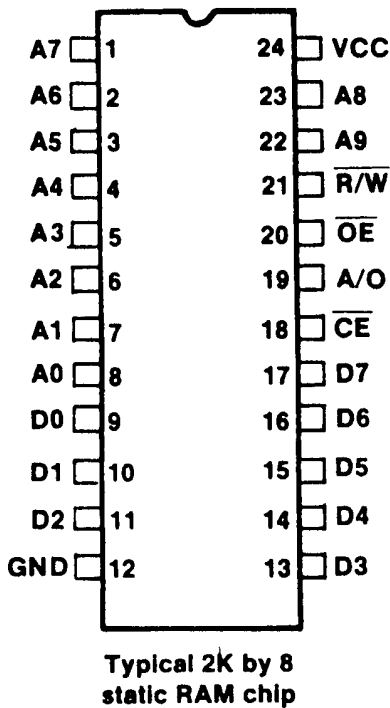 A7 1 24 VCC
A6 2 23 A8
A5 3 22 A9
A4 4 21 R/W
A3 5 20 OE
A2 6 19 A/O
A1 7 18 CE
A0 8 17 D7
D0 9 16 D6
D1 10 15 D5
D2 11 14 D4
GND 12 13 D3
Typical 2K by 8
static RAM chip